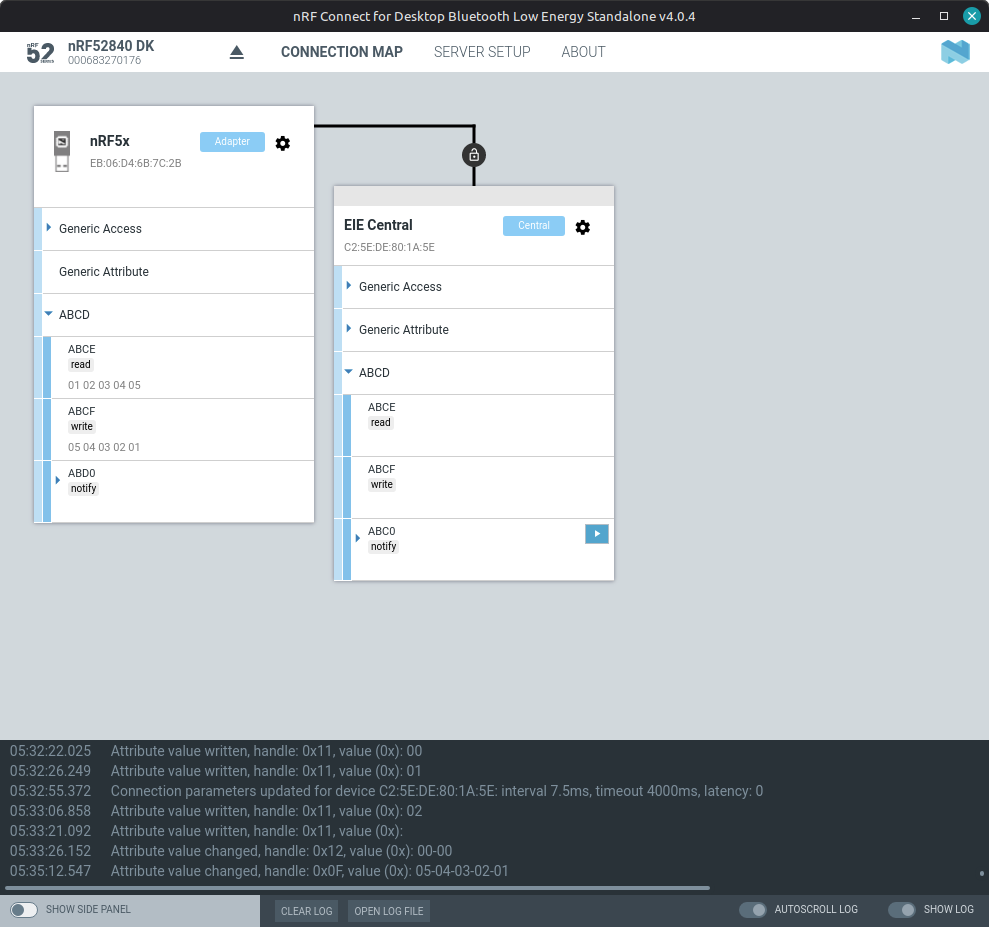 nRF Connect for Desktop Bluetooth Low Energy Standalone v4.0.4
nRF
52
SERIES
nRF52840 DK
000683270176
CONNECTION MAP
SERVER SETUP
ABOUT
nRF5x
Adapter
EB:06:D4:6B:7C:2B
Generic Access
Generic Attribute
ABCD
ABCE
read
01 02 03 04 05
ABCF
write
05 04 03 02 01
ABD0
notify
EIE Central
Central
C2:5E:DE:80:1A:5E
Generic Access
Generic Attribute
ABCD
ABCE
read
ABCF
write
ABC0
notify
05:32:22.025 Attribute value written, handle: 0x11, value (0x): 00
05:32:26.249 Attribute value written, handle: 0x11, value (0x): 01
05:32:55.372 Connection parameters updated for device C2:5E:DE:80:1A:5E: interval 7.5ms, timeout 4000ms, latency: 0
05:33:06.858 Attribute value written, handle: 0x11, value (0x): 02
05:33:21.092 Attribute value written, handle: 0x11, value (0x):
05:33:26.152 Attribute value changed, handle: 0x12, value (0x): 00-00
05:35:12.547 Attribute value changed, handle: 0x0F, value (0x): 05-04-03-02-01
SHOW SIDE PANEL
CLEAR LOG
OPEN LOG FILE
AUTOSCROLL LOG
SHOW LOG